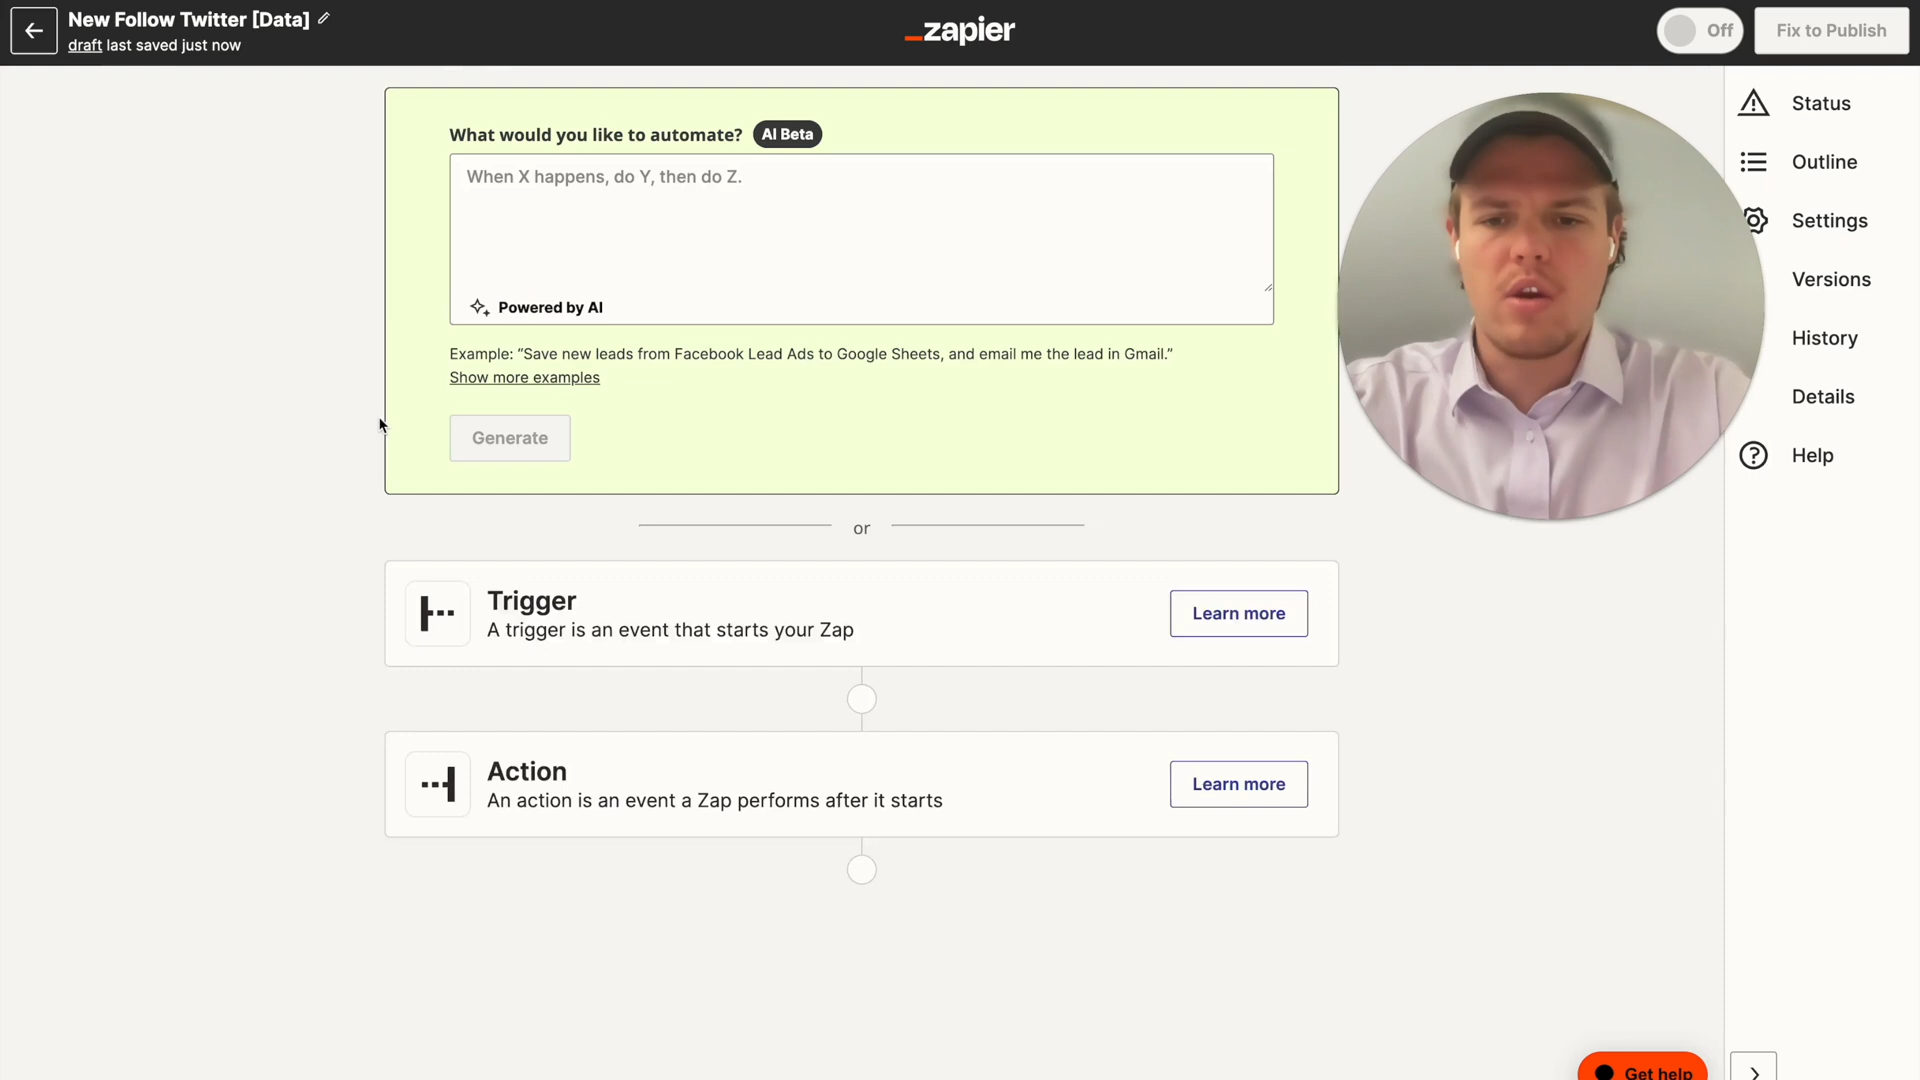 New Follow Twitter [Data]
draft last saved just now
zapier
Off
Fix to Publish
What would you like to automate? AI Beta
When X happens, do Y, then do Z.
Powered by AI
Example: “Save new leads from Facebook Lead Ads to Google Sheets, and email me the lead in Gmail.”
Show more examples
Generate
or
Trigger
A trigger is an event that starts your Zap
Learn more
Action
An action is an event a Zap performs after it starts
Learn more
Status
Outline
Settings
Versions
History
Details
Help
Get help